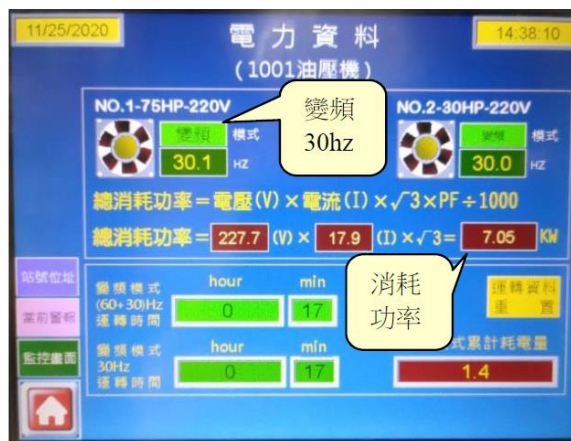 11/25/2020
電力資料
14:38:10
(1001油壓機)
NO.1-75HP-220V
變頻
30hz
NO.2-30HP-220V
變頻 模式
30.1 HZ
變頻 模式
30.0 HZ
總消耗功率=電壓(V)×電流(I)×√3×PF÷1000
總消耗功率= 227.7 (V)× 17.9 (I)×√3= 7.05 KW
站號位址
當前警報
監控畫面
變頻模式
(60+30)Hz
運轉時間
hour min
0 17
消耗
功率
運轉資料
重置
變頻模式
30Hz
運轉時間
hour min
0 17
式累計耗電量
1.4